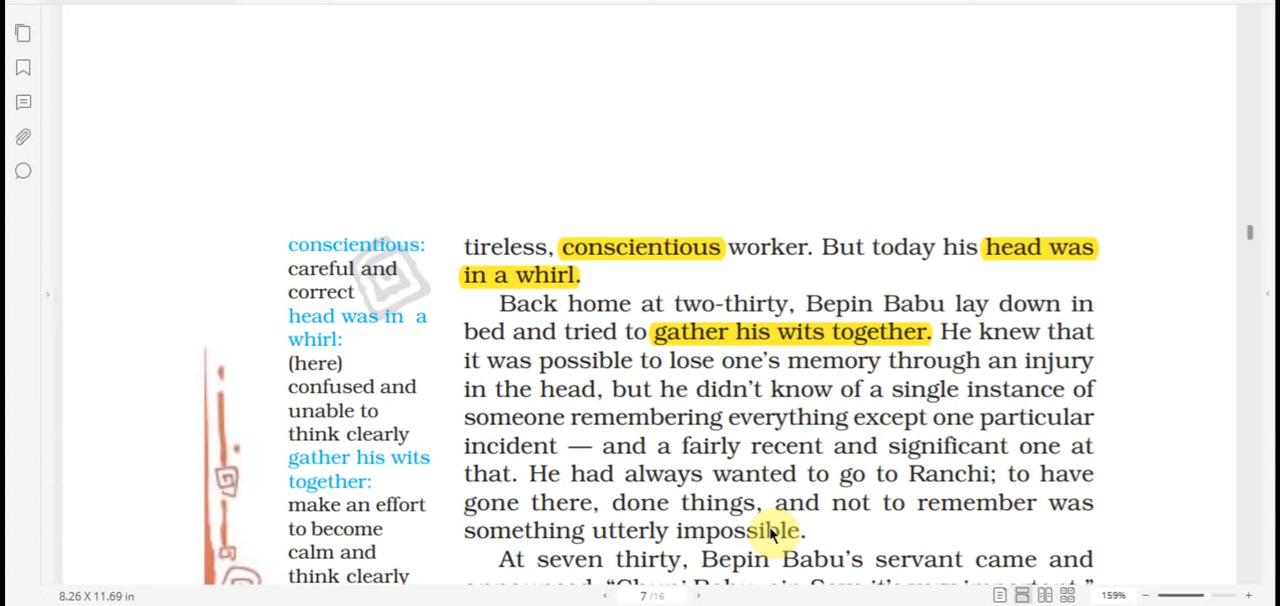 conscientious:
careful and
correct
head was in a
whirl:
(here)
confused and
unable to
think clearly
gather his wits
together:
make an effort
to become
calm and
think clearly
tireless, conscientious worker. But today his head was
in a whirl.
Back home at two-thirty, Bepin Babu lay down in
bed and tried to gather his wits together. He knew that
it was possible to lose one’s memory through an injury
in the head, but he didn’t know of a single instance of
someone remembering everything except one particular
incident — and a fairly recent and significant one at
that. He had always wanted to go to Ranchi; to have
gone there, done things, and not to remember was
something utterly impossible.
At seven thirty, Bepin Babu’s servant came and
8.26 X 11.69 in
7 /16
159%